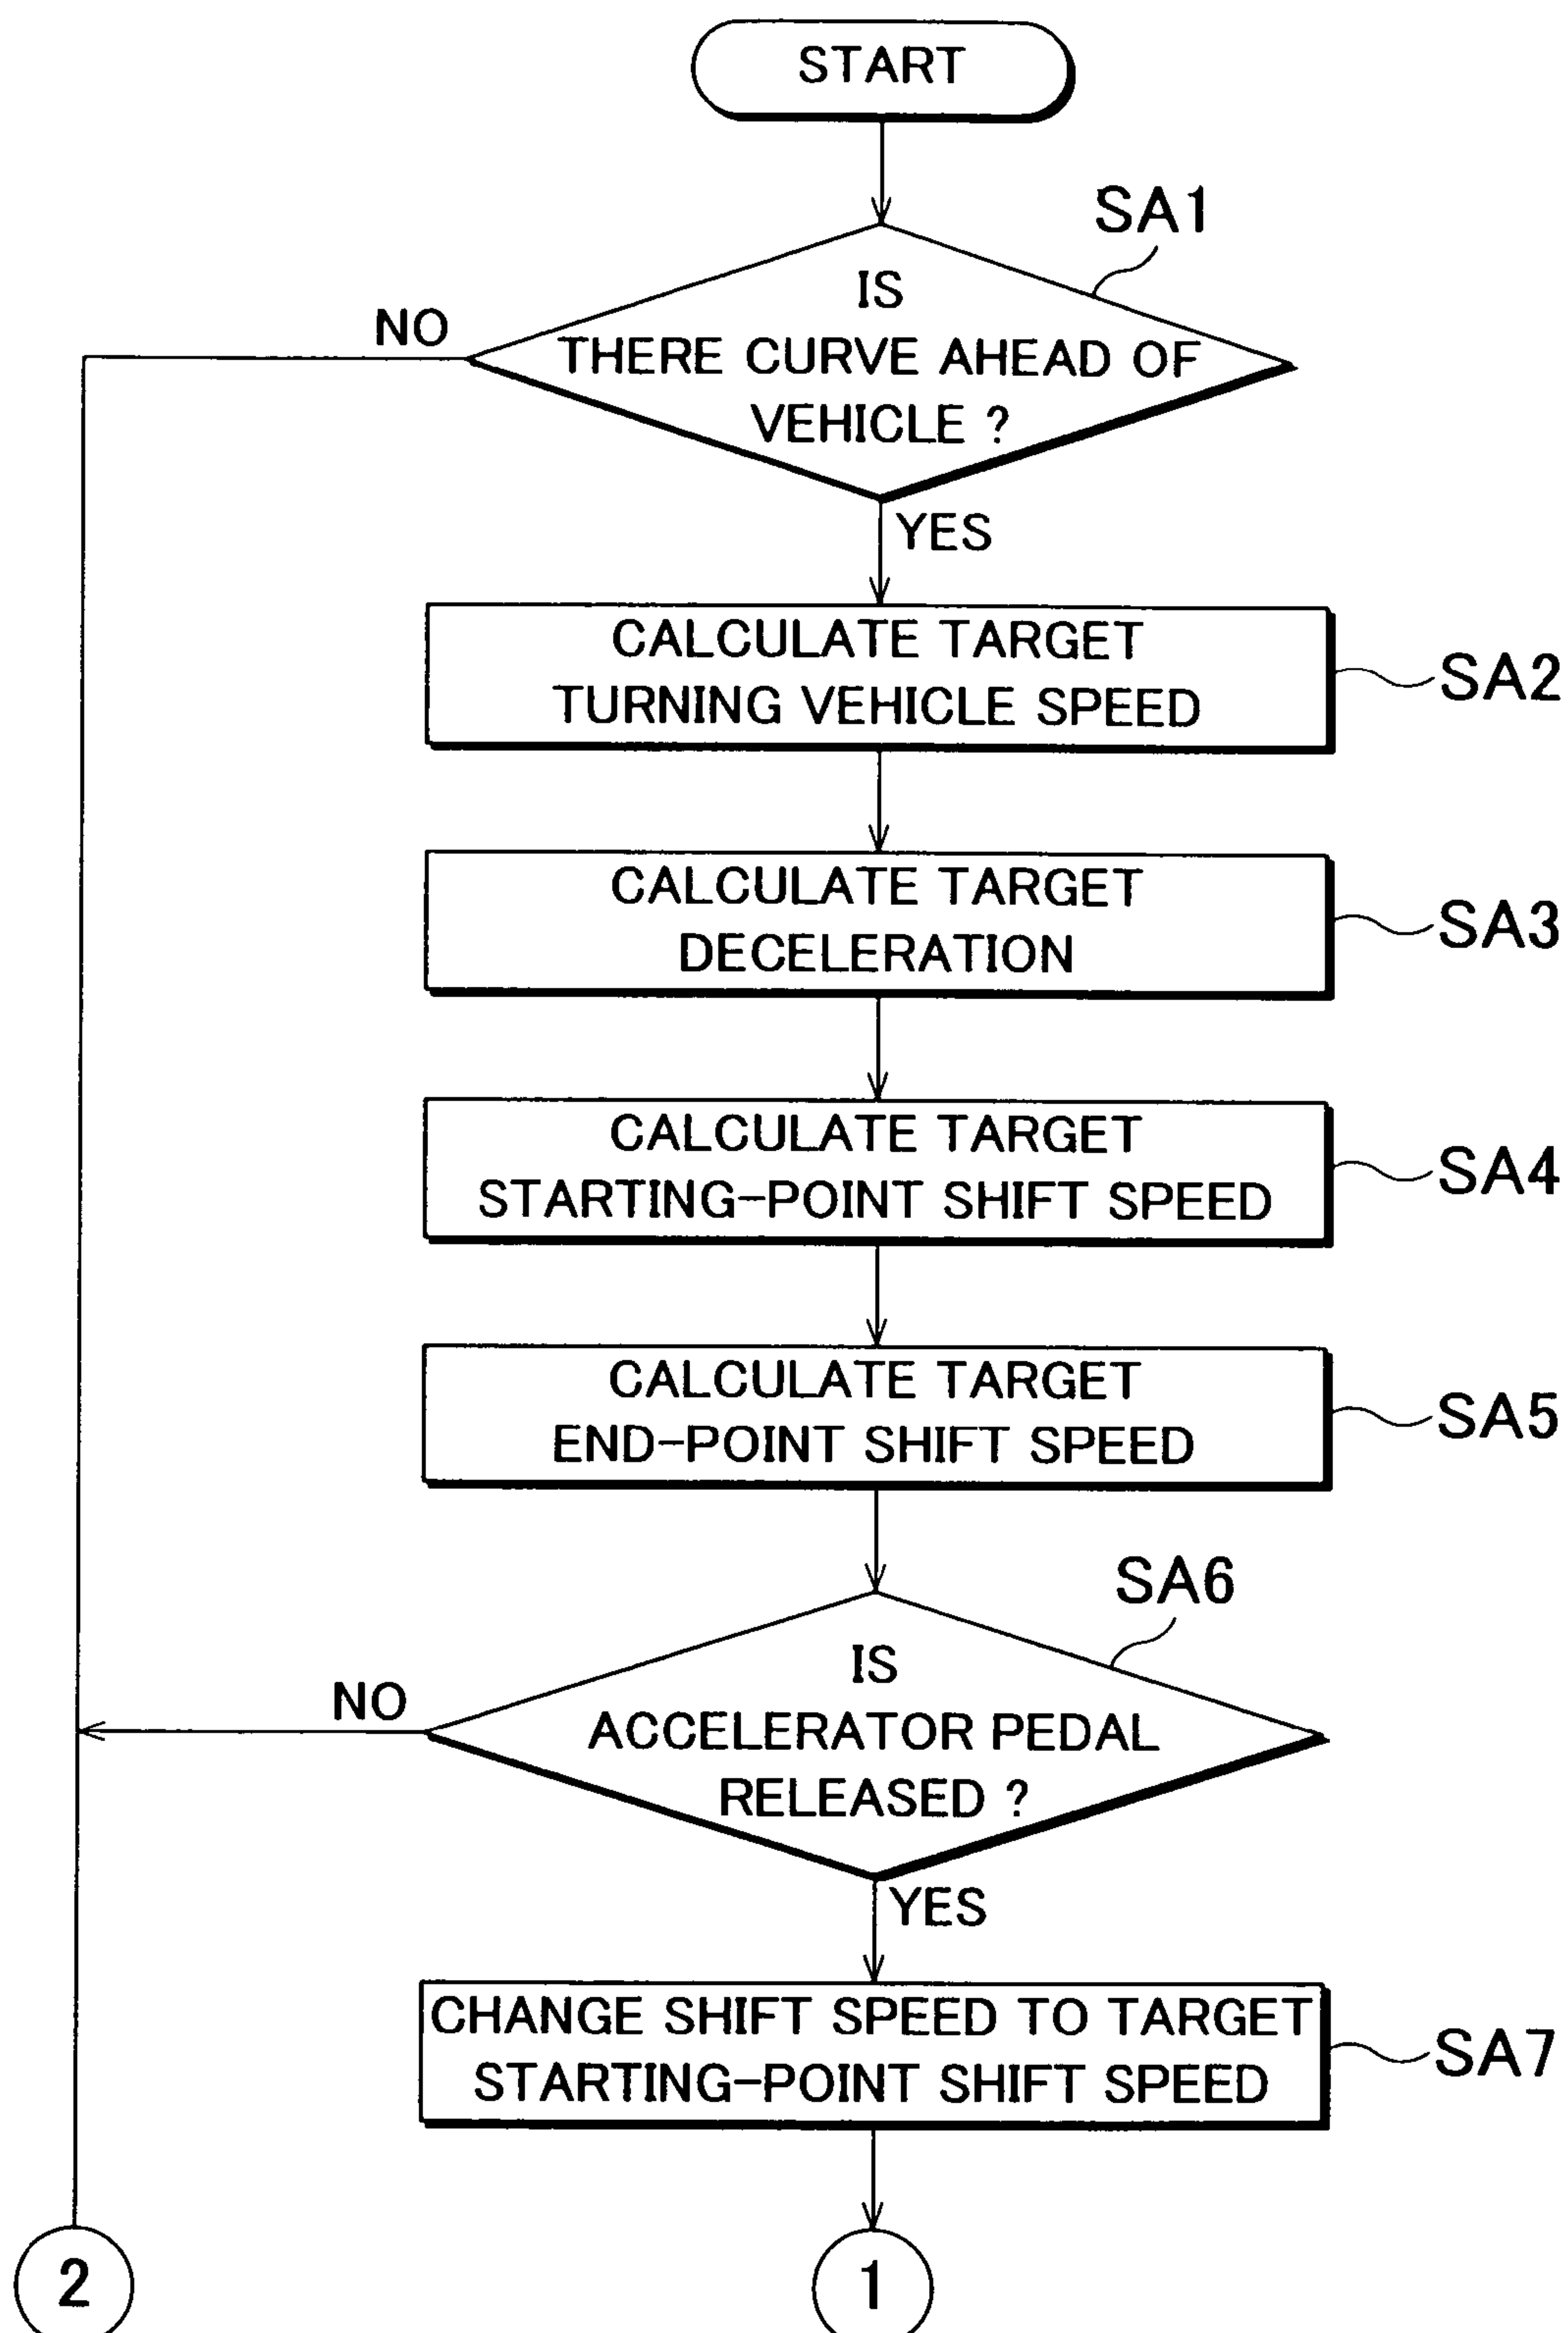 START
SA1
IS
THERE CURVE AHEAD OF
VEHICLE ?
NO
YES
CALCULATE TARGET
TURNING VEHICLE SPEED
SA2
CALCULATE TARGET
DECELERATION
SA3
CALCULATE TARGET
STARTING-POINT SHIFT SPEED
SA4
CALCULATE TARGET
END-POINT SHIFT SPEED
SA5
SA6
IS
ACCELERATOR PEDAL
RELEASED ?
NO
YES
CHANGE SHIFT SPEED TO TARGET
STARTING-POINT SHIFT SPEED
SA7
2
1